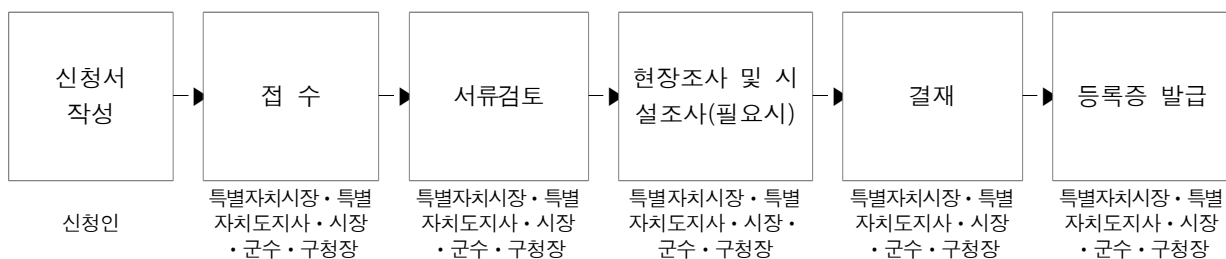 신청서
작성
접 수
서류검토
현장조사 및 시
설조사(필요시)
결재
등록증 발급
신청인
특별자치시장・특별
자치도지사・시장
・군수・구청장
특별자치시장・특별
자치도지사・시장
・군수・구청장
특별자치시장・특별
자치도지사・시장・
군수・구청장
특별자치시장・특별
자치도지사・시장
・군수・구청장
특별자치시장・특별
자치도지사・시장
・군수・구청장